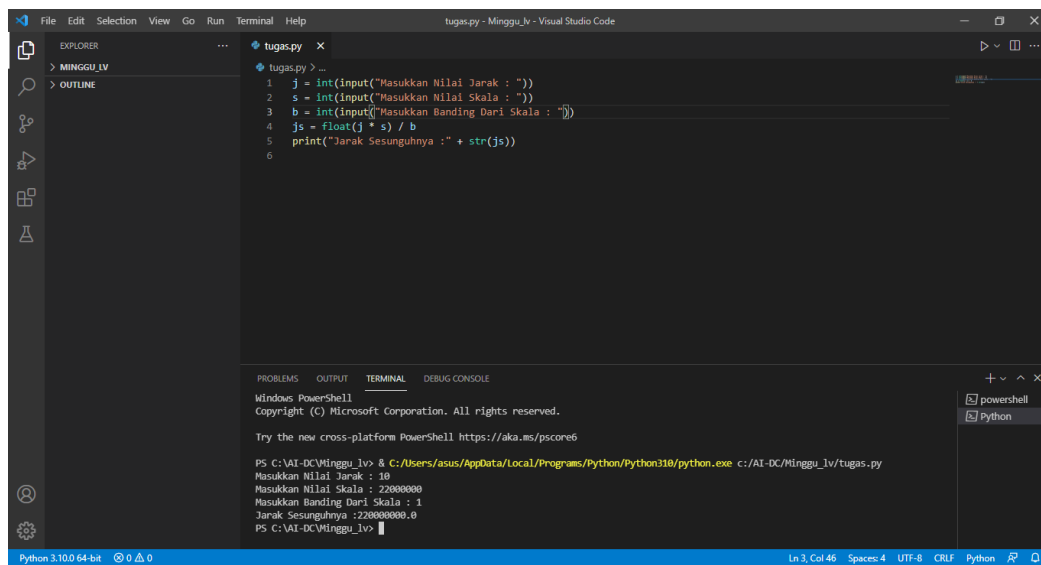 File Edit Selection View Go Run Terminal Help tugas.py - Minggu_lv - Visual Studio Code
EXPLORER
MINGGU_LV
OUTLINE
tugas.py
tugas.py > ...
1 j = int(input("Masukkan Nilai Jarak : "))
2 s = int(input("Masukkan Nilai Skala : "))
3 b = int(input("Masukkan Banding Dari Skala : "))
4 js = float(j * s) / b
5 print("Jarak Sesunguhnya :" + str(js))
6
PROBLEMS OUTPUT TERMINAL DEBUG CONSOLE
powershell
Python
Windows PowerShell
Copyright (C) Microsoft Corporation. All rights reserved.
Try the new cross-platform PowerShell https://aka.ms/pscore6
PS C:\AI-DC\Minggu_lv> & C:/Users/asus/AppData/Local/Programs/Python/Python310/python.exe c:/AI-DC/Minggu_lv/tugas.py
Masukkan Nilai Jarak : 10
Masukkan Nilai Skala : 22000000
Masukkan Banding Dari Skala : 1
Jarak Sesunguhnya :220000000.0
PS C:\AI-DC\Minggu_lv>
Python 3.10.0 64-bit 0 0 Ln 3, Col 46 Spaces: 4 UTF-8 CRLF Python